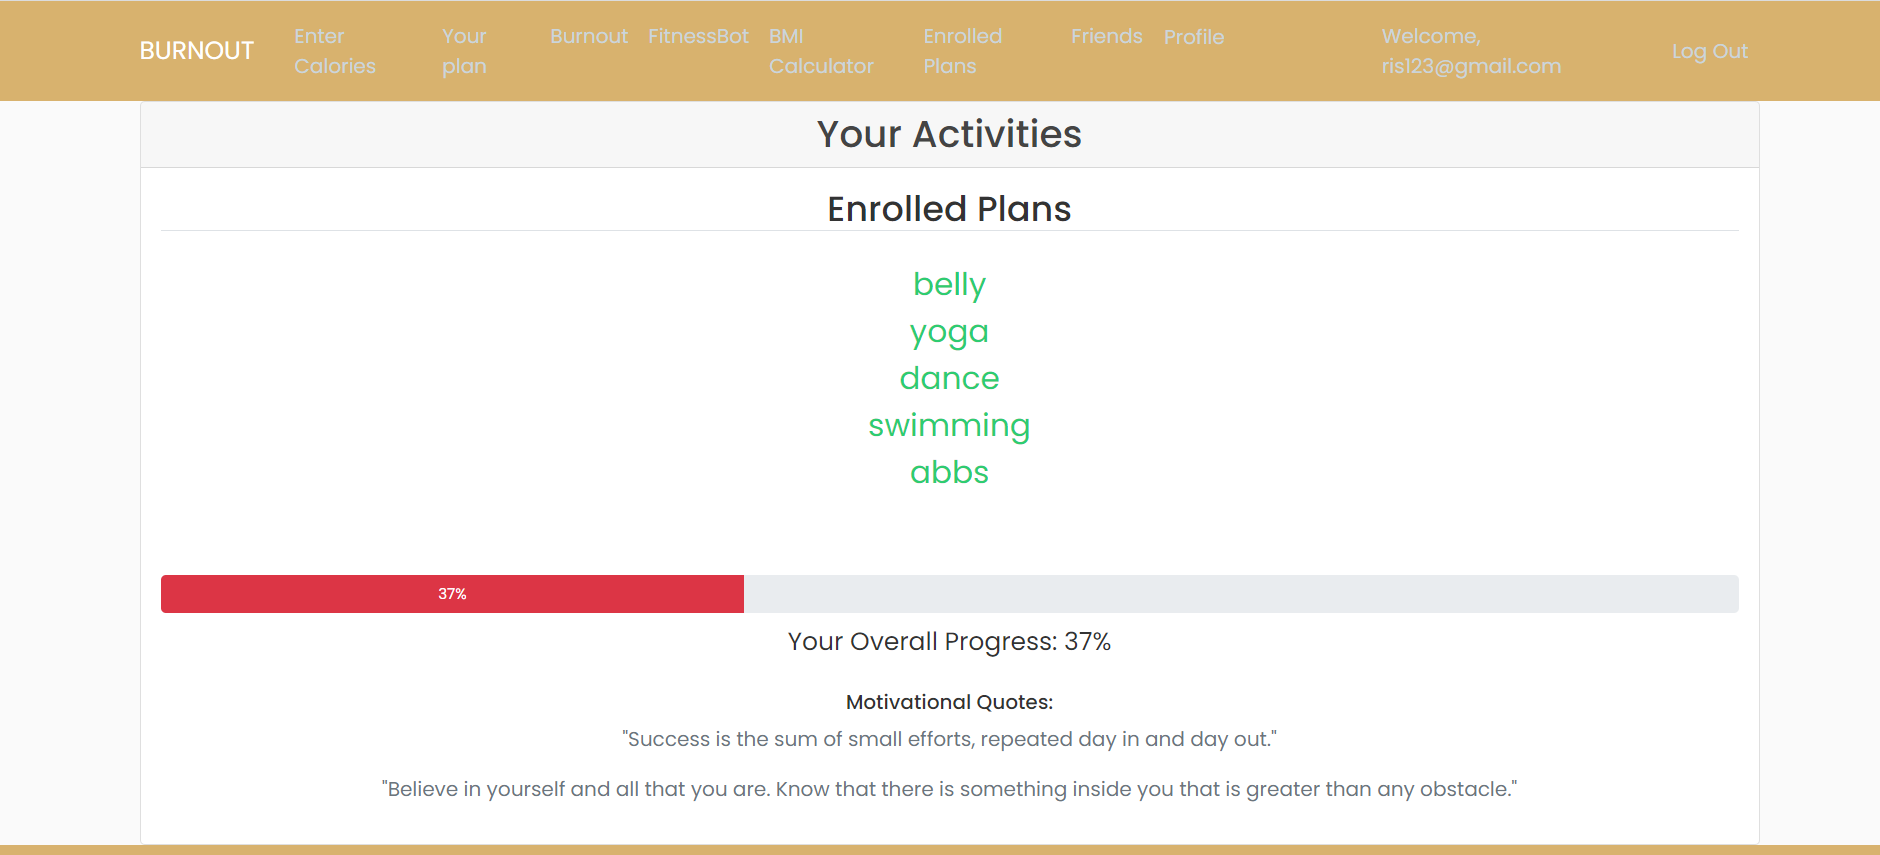 BURNOUT
Enter
Calories
Your
plan
Burnout
FitnessBot
BMI
Calculator
Enrolled
Plans
Friends
Profile
Welcome,
ris123@gmail.com
Log Out
Your Activities
Enrolled Plans
belly
yoga
dance
swimming
abbs
37%
Your Overall Progress: 37%
Motivational Quotes:
"Success is the sum of small efforts, repeated day in and day out."
"Believe in yourself and all that you are. Know that there is something inside you that is greater than any obstacle."